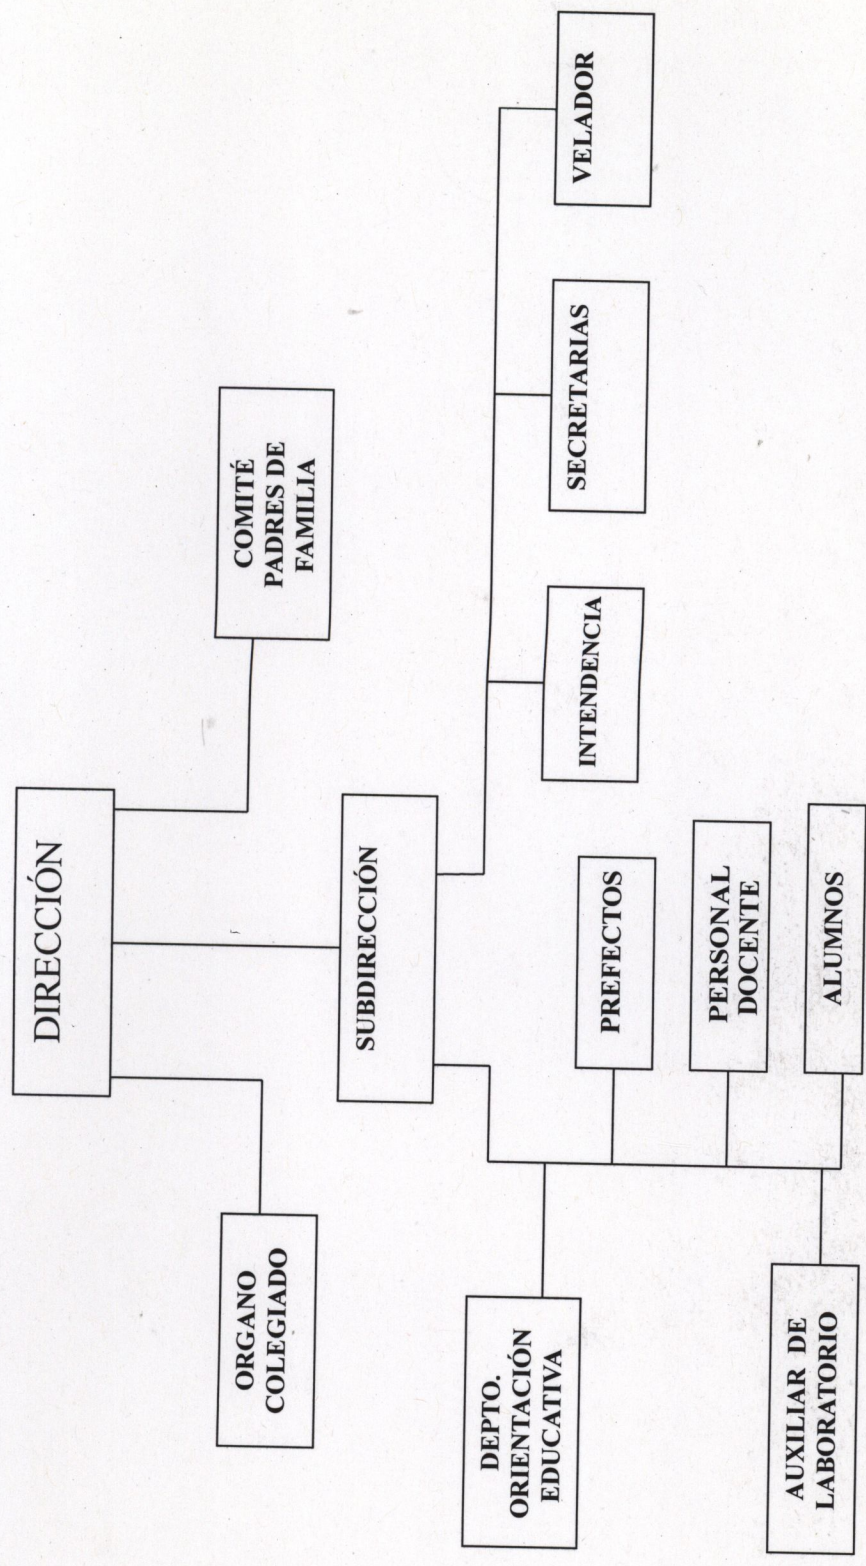 DIRECCIÓN
ORGANO
COLEGIADO
COMITÉ
PADRES DE
FAMILIA
SUBDIRECCIÓN
DEPTO.
ORIENTACIÓN
EDUCATIVA
PREFECTOS
PERSONAL
DOCENTE
ALUMNOS
AUXILIAR DE
LABORATORIO
INTENDENCIA
SECRETARIAS
VELADOR